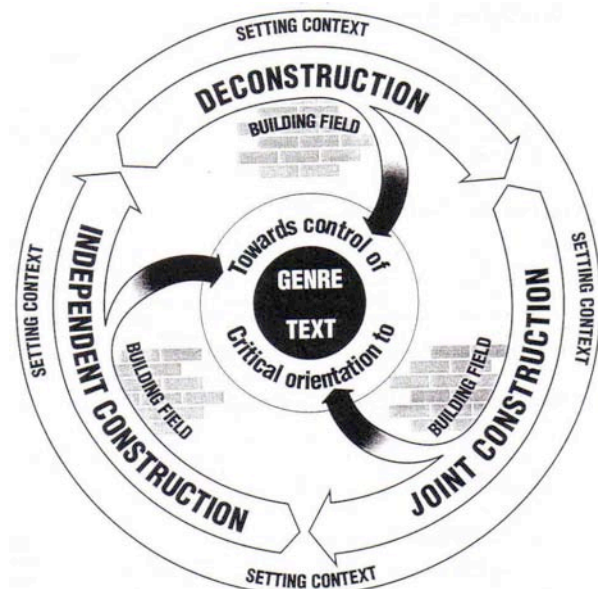 SETTING CONTEXT
DECONSTRUCTION
BUILDING FIELD
Towards control of
GENRE
TEXT
Critical orientation to
SETTING CONTEXT
INDEPENDENT CONSTRUCTION
BUILDING FIELD
SETTING CONTEXT
JOINT CONSTRUCTION
BUILDING FIELD
SETTING CONTEXT